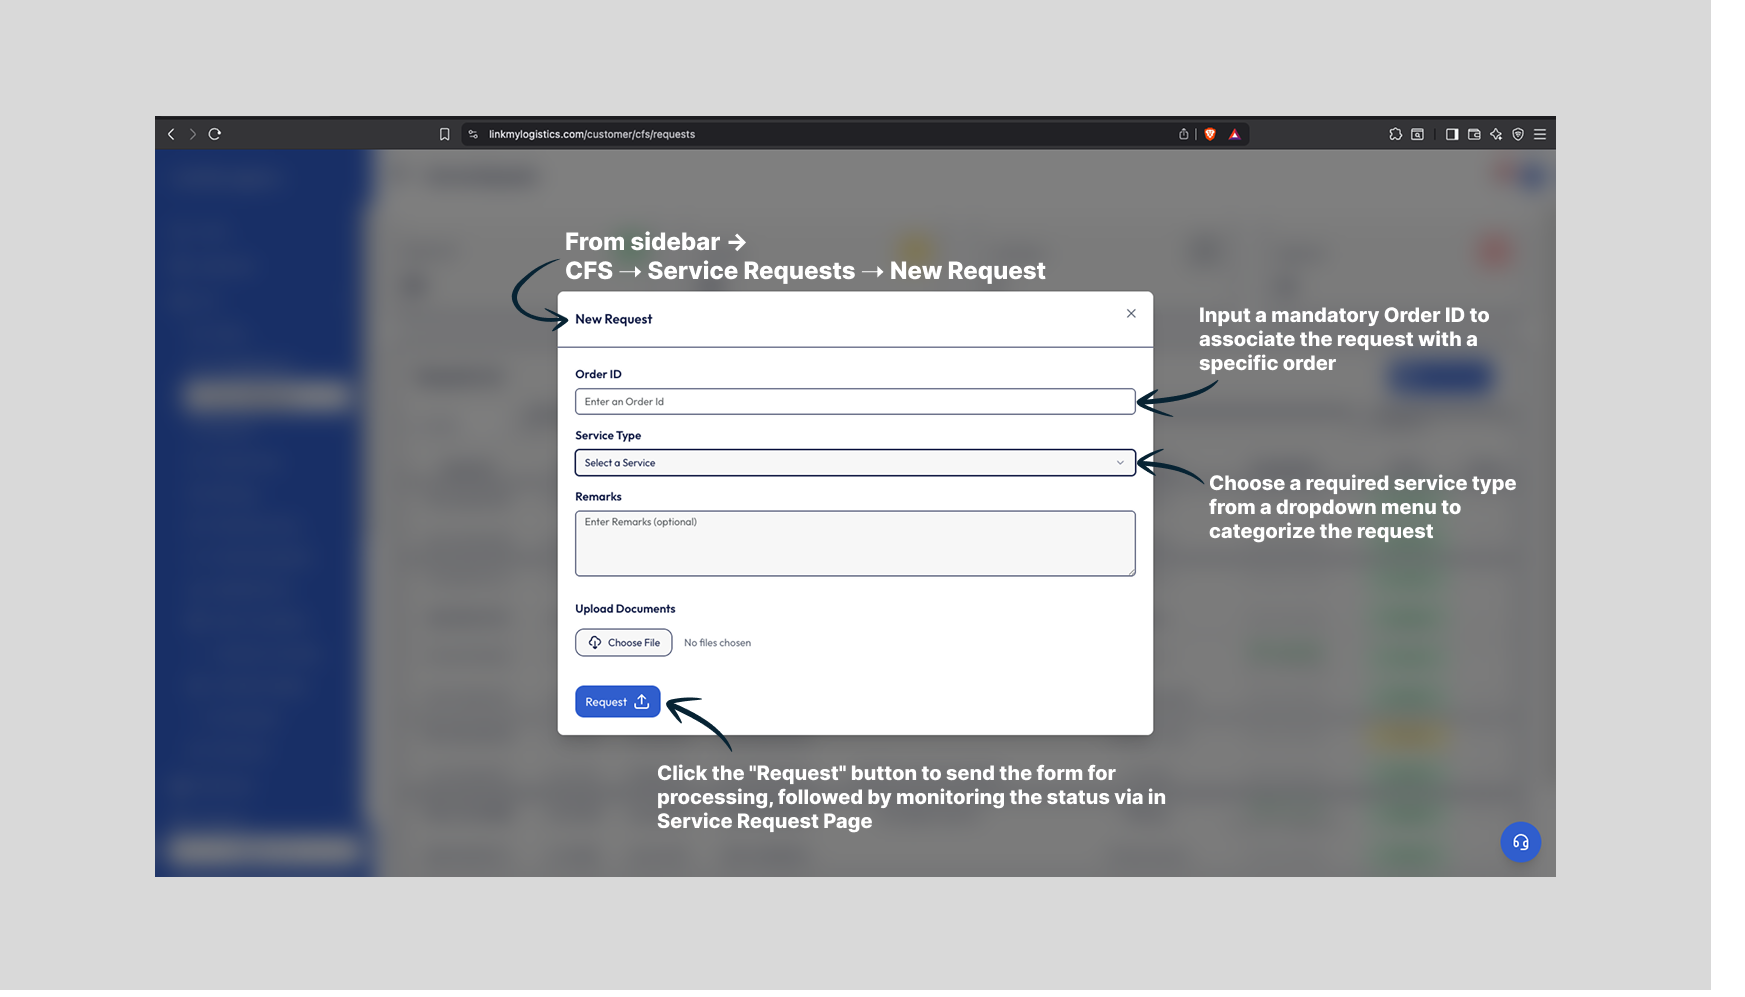 linkmylogistics.com/customer/cfs/requests
From sidebar →
CFS → Service Requests → New Request
New Request
Input a mandatory Order ID to
associate the request with a
specific order
Order ID
Enter an Order Id
Service Type
Select a Service
Choose a required service type
from a dropdown menu to
categorize the request
Remarks
Enter Remarks (optional)
Upload Documents
Choose File
No files chosen
Request
Click the "Request" button to send the form for
processing, followed by monitoring the status via in
Service Request Page